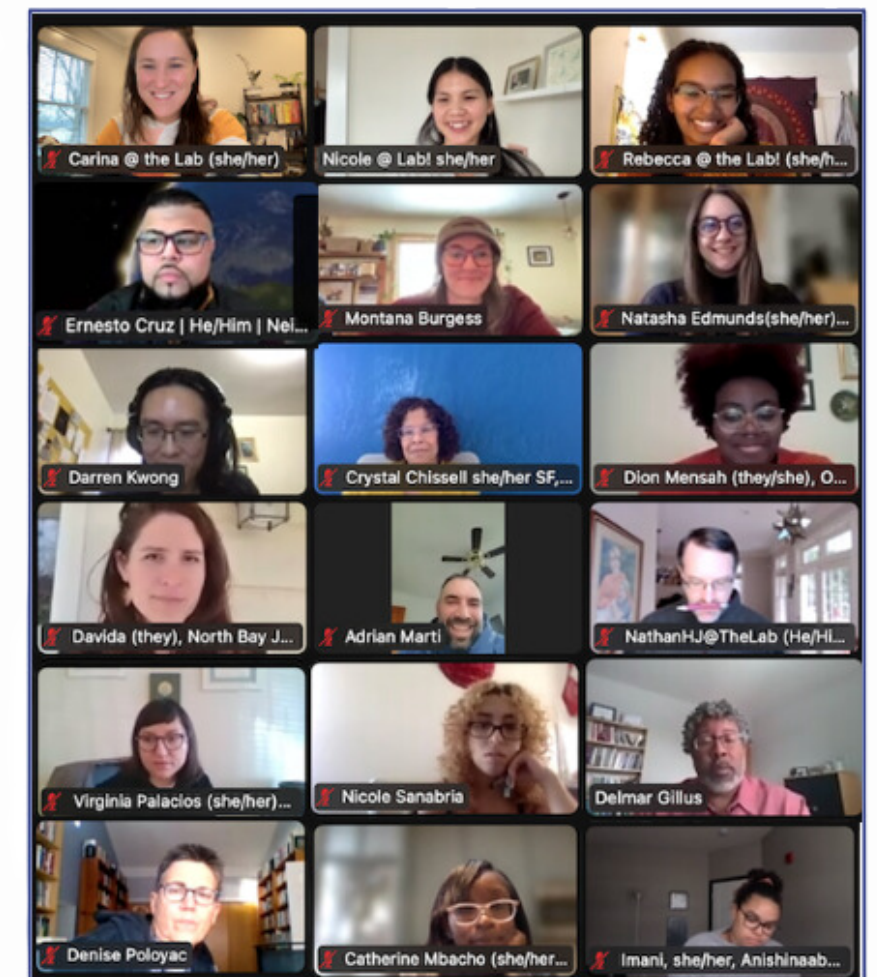 Carina @ the Lab (she/her)
Nicole @ Lab! she/her
Rebecca @ the Lab! (she/h...
Ernesto Cruz | He/Him | Nei...
Montana Burgess
Natasha Edmunds(she/her)...
Darren Kwong
Crystal Chissell she/her SF,...
Dion Mensah (they/she), O...
Davida (they), North Bay J...
Adrian Marti
NathanHJ@TheLab (He/Hi...
Virginia Palacios (she/her)...
Nicole Sanabria
Delmar Gillus
Denise Poloyac
Catherine Mbacho (she/her...
Imani, she/her, Anishinaab...